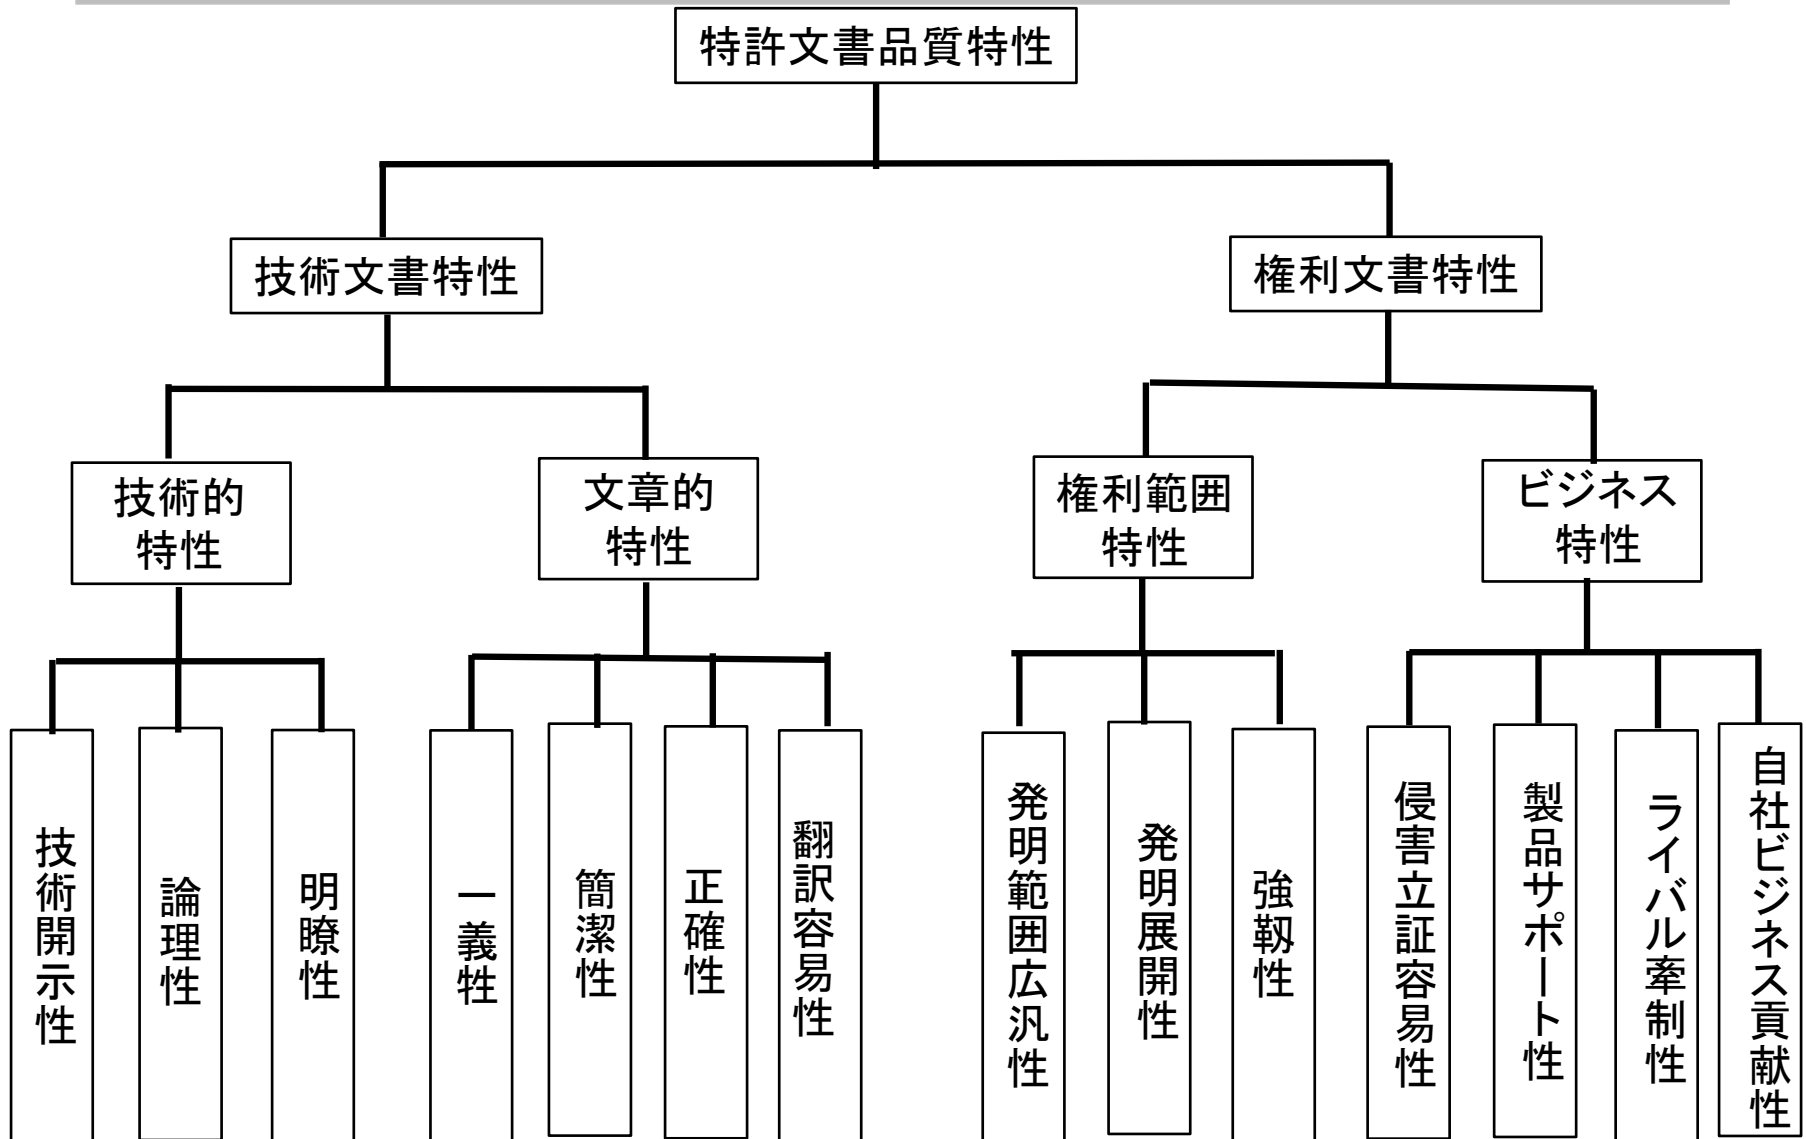 特許文書品質特性
技術文書特性
権利文書特性
技術的
特性
文章的
特性
権利範囲
特性
ビジネス
特性
技術開示性
論理性
明瞭性
一義性
簡潔性
正確性
翻訳容易性
発明範囲広汎性
発明展開性
強靱性
侵害立証容易性
製品サポート性
ライバル牽制性
自社ビジネス貢献性